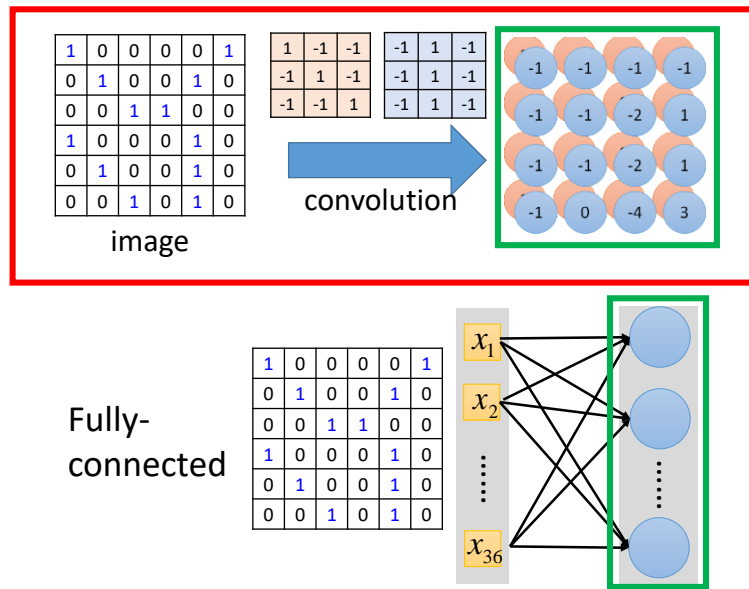 1 0 0 0 0 1
0 1 0 0 1 0
0 0 1 1 0 0
1 0 0 0 1 0
0 1 0 0 1 0
0 0 1 0 1 0
image
1 -1 -1
-1 1 -1
-1 -1 1
-1 1 -1
-1 1 -1
-1 1 -1
convolution
-1 -1 -1 -1
-1 -1 -2 1
-1 -1 -2 1
-1 0 -4 3
Fully-
connected
1 0 0 0 0 1
0 1 0 0 1 0
0 0 1 1 0 0
1 0 0 0 1 0
0 1 0 0 1 0
0 0 1 0 1 0
x₁
x₂
......
x₃₆
......